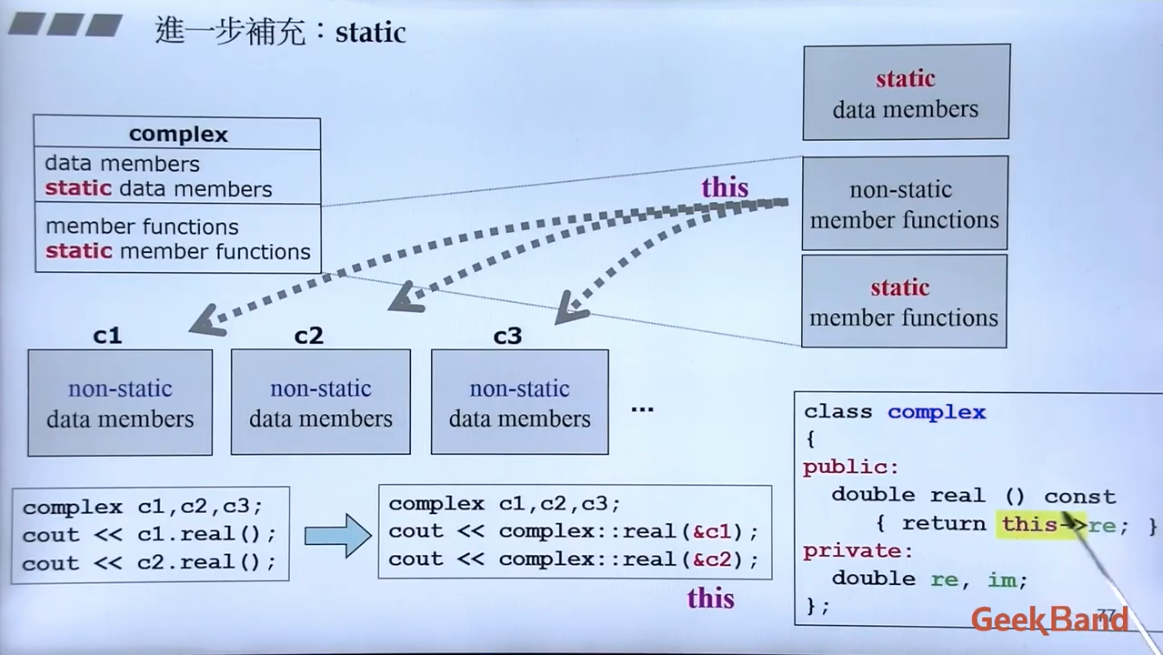 進一步補充：static
complex
data members
static data members
member functions
static member functions
static
data members
this
non-static
member functions
static
member functions
c1
c2
c3
non-static
data members
non-static
data members
non-static
data members
...
complex c1,c2,c3;
cout << c1.real();
cout << c2.real();
complex c1,c2,c3;
cout << complex::real(&c1);
cout << complex::real(&c2);
this
class complex
{
public:
double real () const
{ return this->re; }
private:
double re, im;
};
77
GeekBand